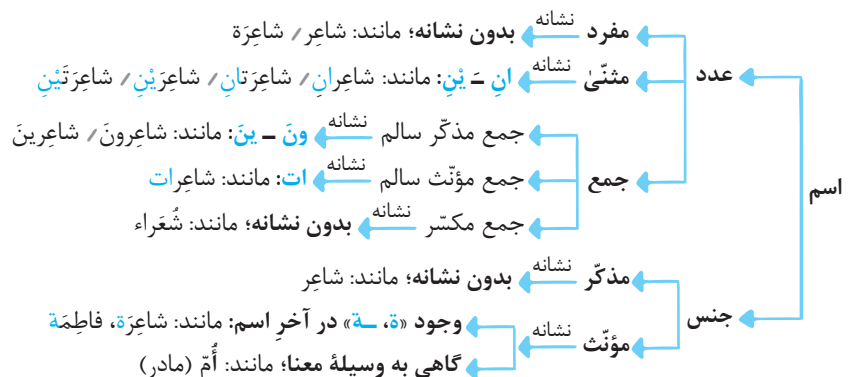 مفرد نشانه بدون نشانه؛ مانند: شاعِر / شاعِرَة
عدد مثنّیٰ نشانه انِ ــَ یْنِ: مانند: شاعِرانِ / شاعِرَتانِ / شاعِرَیْنِ / شاعِرَتَیْنِ
جمع مذکّر سالم نشانه ونَ ــ ینَ: مانند: شاعِرونَ / شاعِرینَ
جمع جمع مؤنّث سالم نشانه ات: مانند: شاعِرات
اسم
جمع مکسّر نشانه بدون نشانه؛ مانند: شُعَراء
مذکّر نشانه بدون نشانه؛ مانند: شاعِر
جنس
وجود «ة، ــة» در آخرِ اسم: مانند: شاعِرَة، فاطِمَة
مؤنّث نشانه
گاهی به وسیلهٔ معنا؛ مانند: أُمّ (مادر)